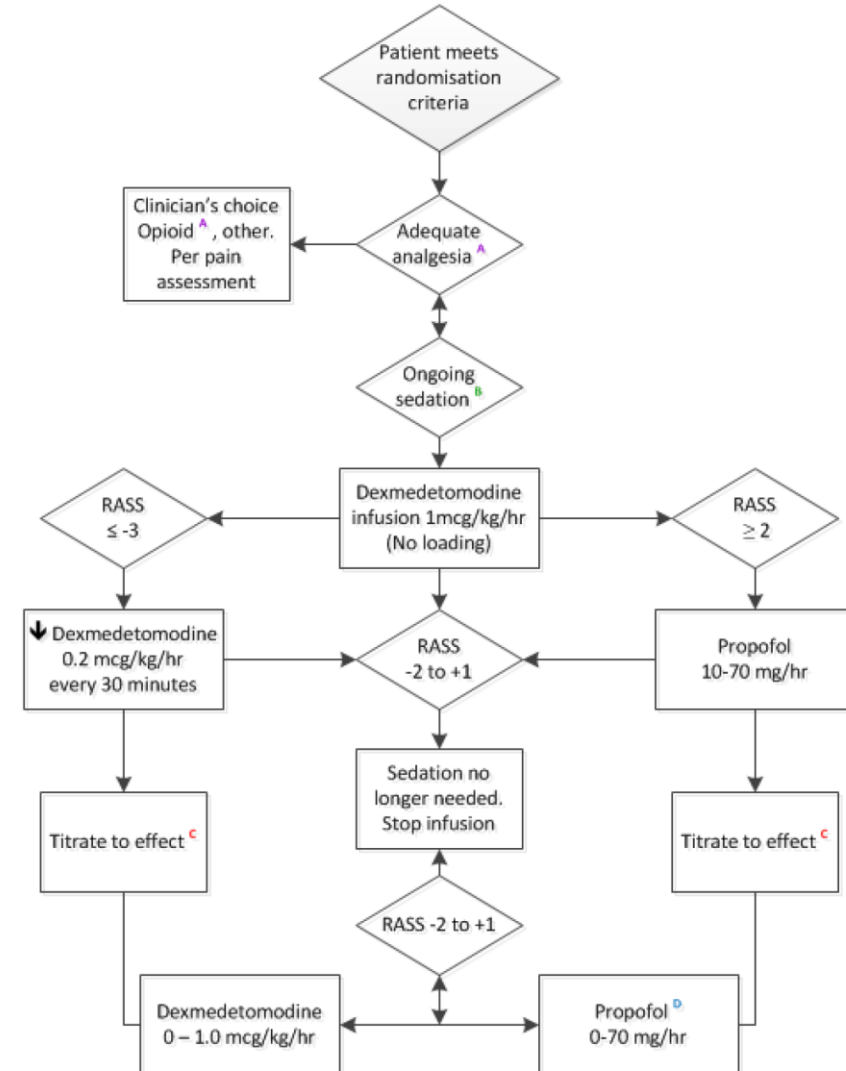 Patient meets
randomisation
criteria
Clinician's choice
Opioid A , other.
Per pain
assessment
Adequate
analgesia A
Ongoing
sedation B
RASS
≤ -3
Dexmedetomodine
infusion 1mcg/kg/hr
(No loading)
RASS
≥ 2
↓ Dexmedetomodine
0.2 mcg/kg/hr
every 30 minutes
RASS
-2 to +1
Propofol
10-70 mg/hr
Titrate to effect C
Sedation no
longer needed.
Stop infusion
Titrate to effect C
RASS -2 to +1
Dexmedetomodine
0 – 1.0 mcg/kg/hr
Propofol D
0-70 mg/hr